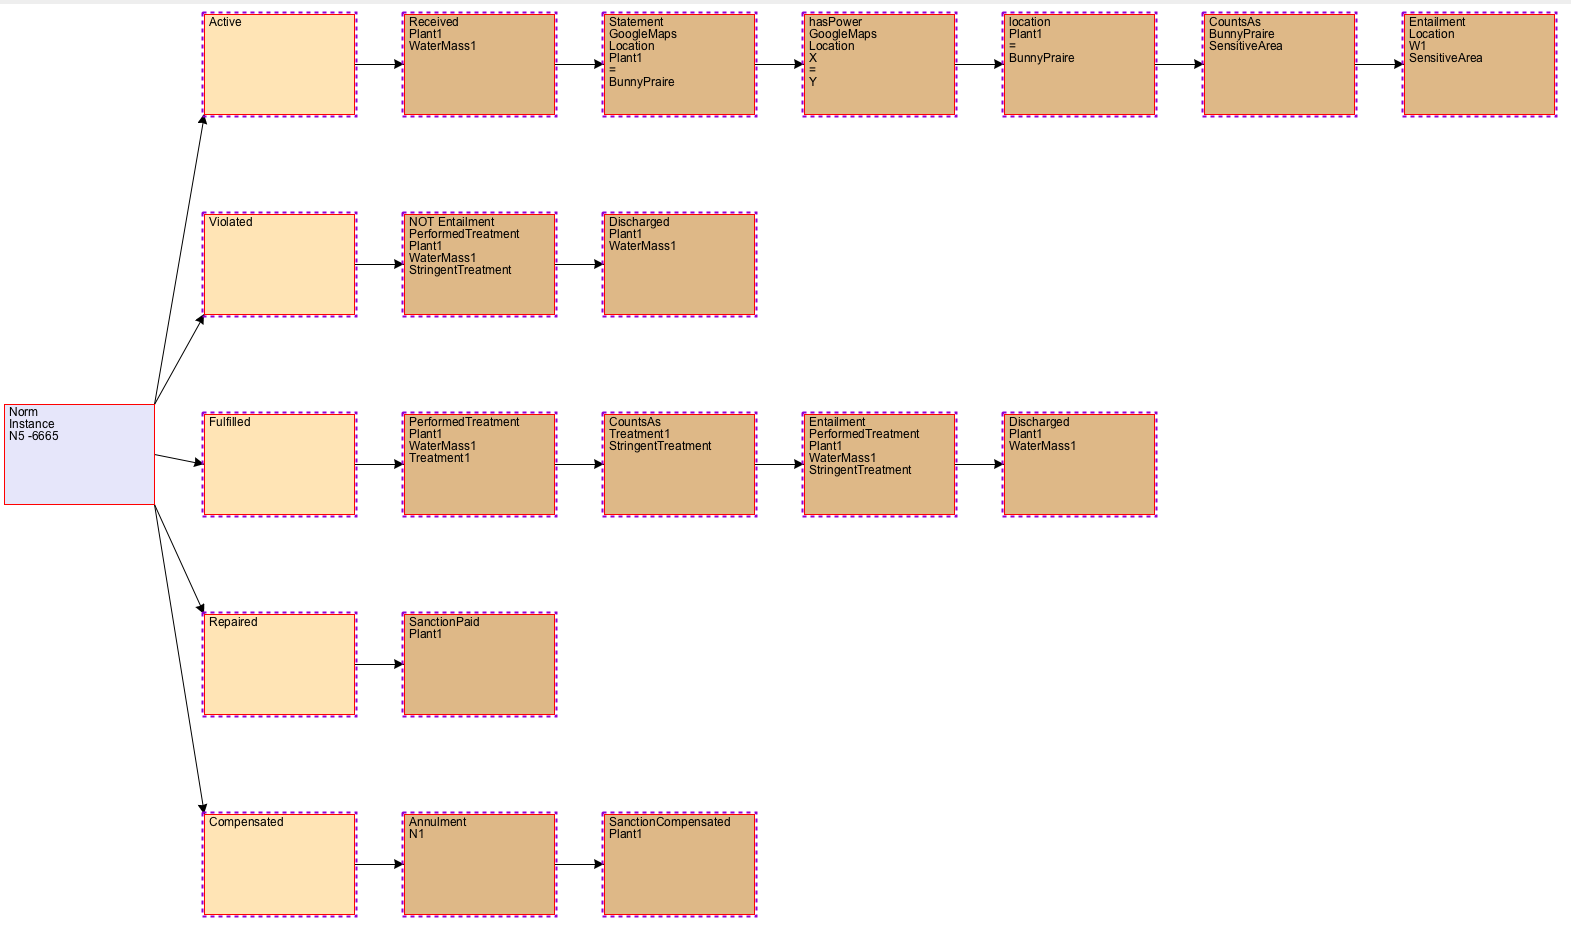 Active
Received
Plant1
WaterMass1
Statement
GoogleMaps
Location
Plant1
=
BunnyPraire
hasPower
GoogleMaps
Location
X
=
Y
location
Plant1
=
BunnyPraire
CountsAs
BunnyPraire
SensitiveArea
Entailment
Location
W1
SensitiveArea
Violated
NOT Entailment
PerformedTreatment
Plant1
WaterMass1
StringentTreatment
Discharged
Plant1
WaterMass1
Norm
Instance
N5 -6665
Fulfilled
PerformedTreatment
Plant1
WaterMass1
Treatment1
CountsAs
Treatment1
StringentTreatment
Entailment
PerformedTreatment
Plant1
WaterMass1
StringentTreatment
Discharged
Plant1
WaterMass1
Repaired
SanctionPaid
Plant1
Compensated
Annulment
N1
SanctionCompensated
Plant1